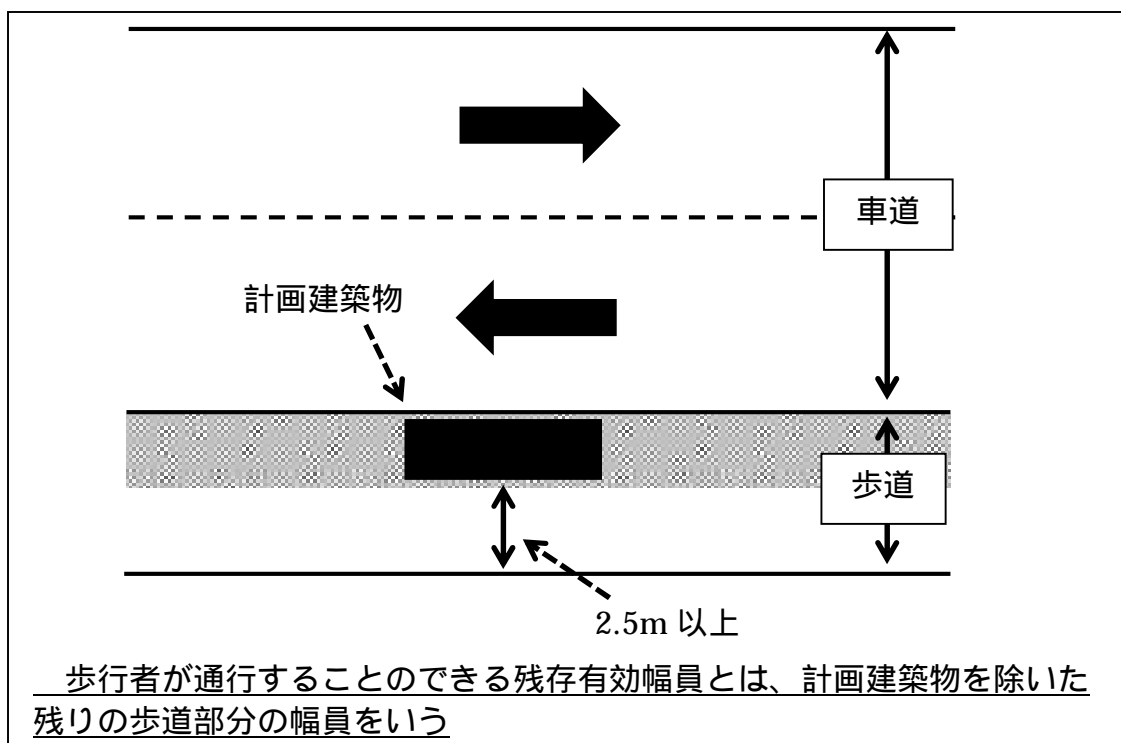 車道
計画建築物
歩道
2.5m 以上
歩行者が通行することのできる残存有効幅員とは、計画建築物を除いた
残りの歩道部分の幅員をいう